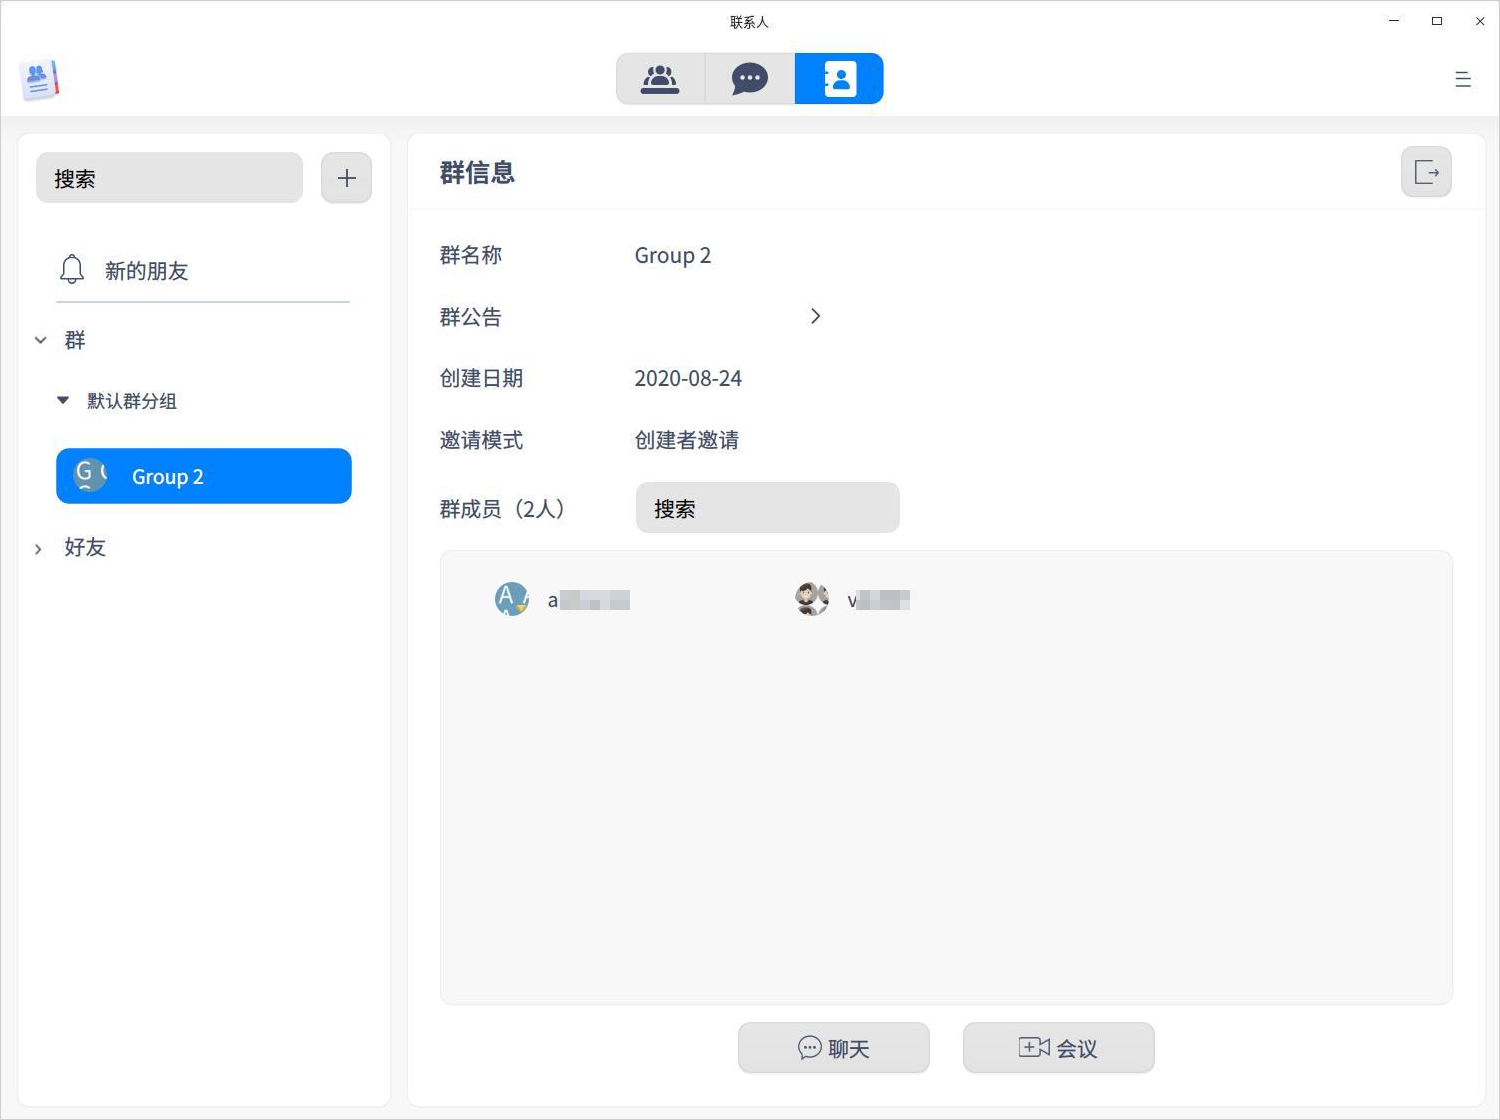 联系人
搜索
新的朋友
群
默认群分组
Group 2
好友
群信息
群名称 Group 2
群公告
创建日期 2020-08-24
邀请模式 创建者邀请
群成员（2人） 搜索
a
v
聊天 会议